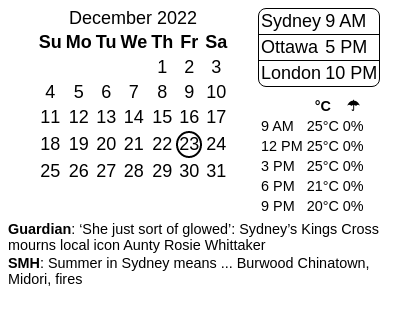 December 2022
Su Mo Tu We Th Fr Sa
1 2 3
4 5 6 7 8 9 10
11 12 13 14 15 16 17
18 19 20 21 22 23 24
25 26 27 28 29 30 31
Sydney 9 AM
Ottawa 5 PM
London 10 PM
°C ☂
9 AM 25°C 0%
12 PM 25°C 0%
3 PM 25°C 0%
6 PM 21°C 0%
9 PM 20°C 0%
Guardian: ‘She just sort of glowed’: Sydney’s Kings Cross
mourns local icon Aunty Rosie Whittaker
SMH: Summer in Sydney means ... Burwood Chinatown,
Midori, fires